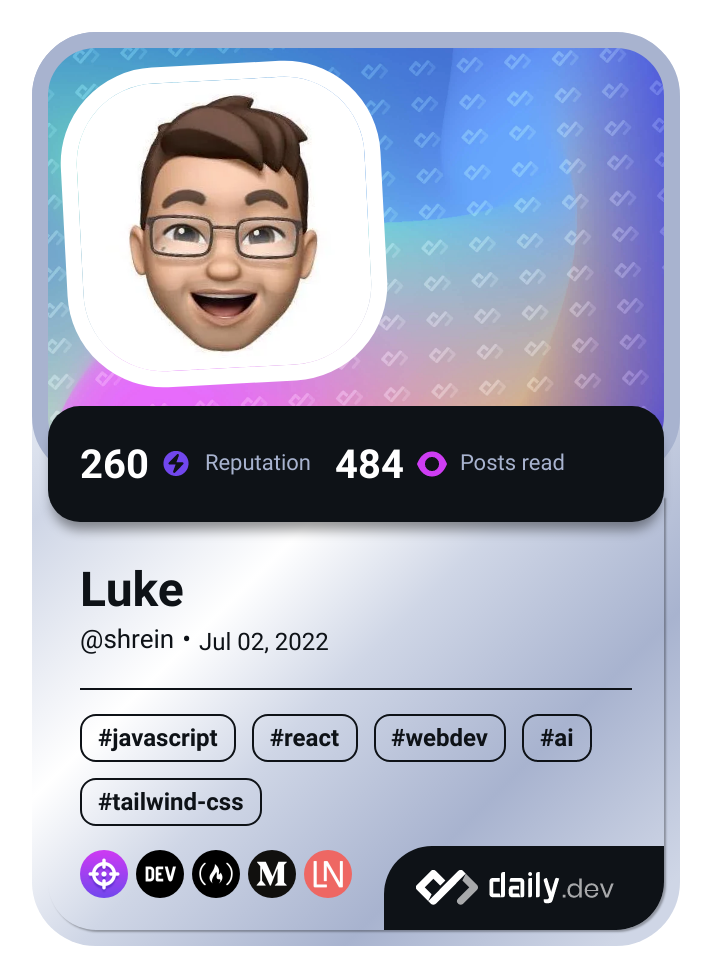 260 Reputation 484 Posts read
Luke
@shrein • Jul 02, 2022
#javascript #react #webdev #ai
#tailwind-css
DEV M LN daily.dev